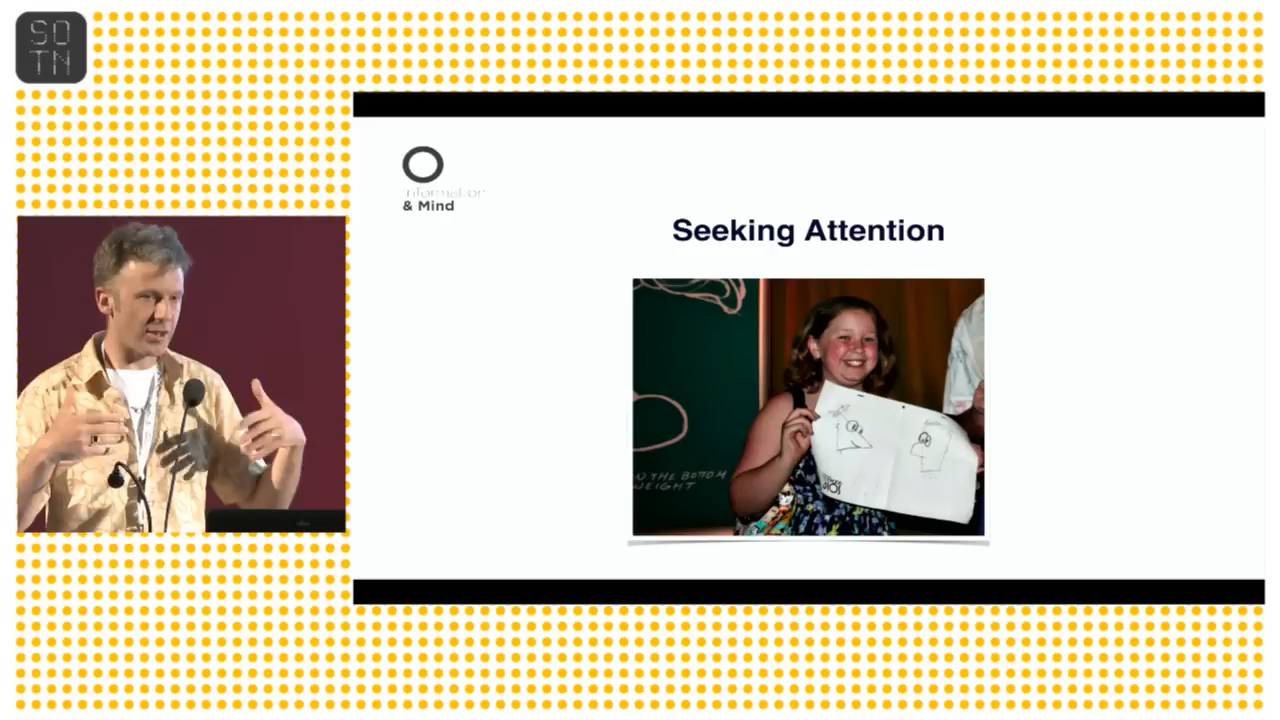 SO
TN
information
& Mind
Seeking Attention
THE BOTTOM
WEIGHT